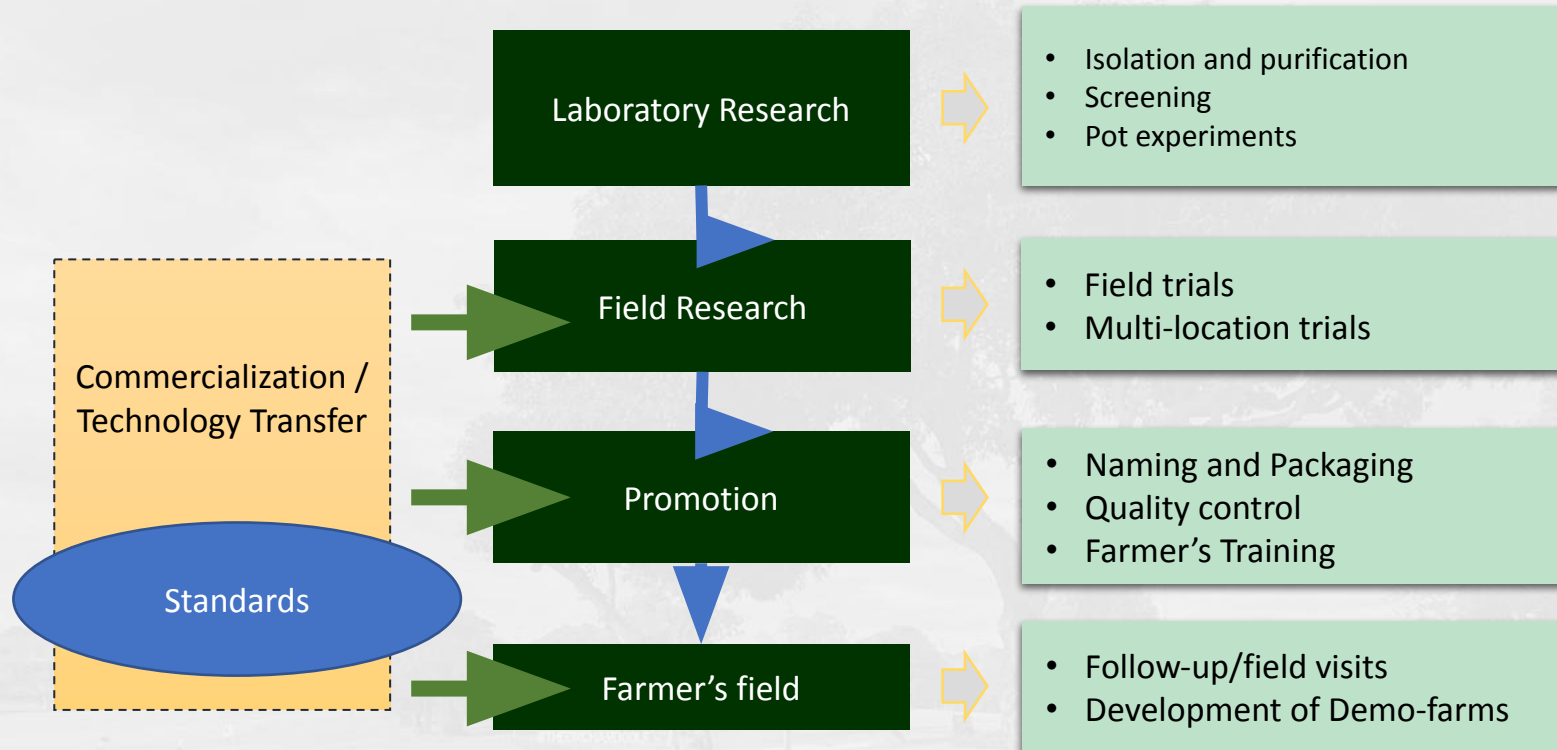 Laboratory Research
• Isolation and purification
• Screening
• Pot experiments
Field Research
• Field trials
• Multi-location trials
Commercialization /
Technology Transfer
Standards
Promotion
• Naming and Packaging
• Quality control
• Farmer’s Training
Farmer’s field
• Follow-up/field visits
• Development of Demo-farms